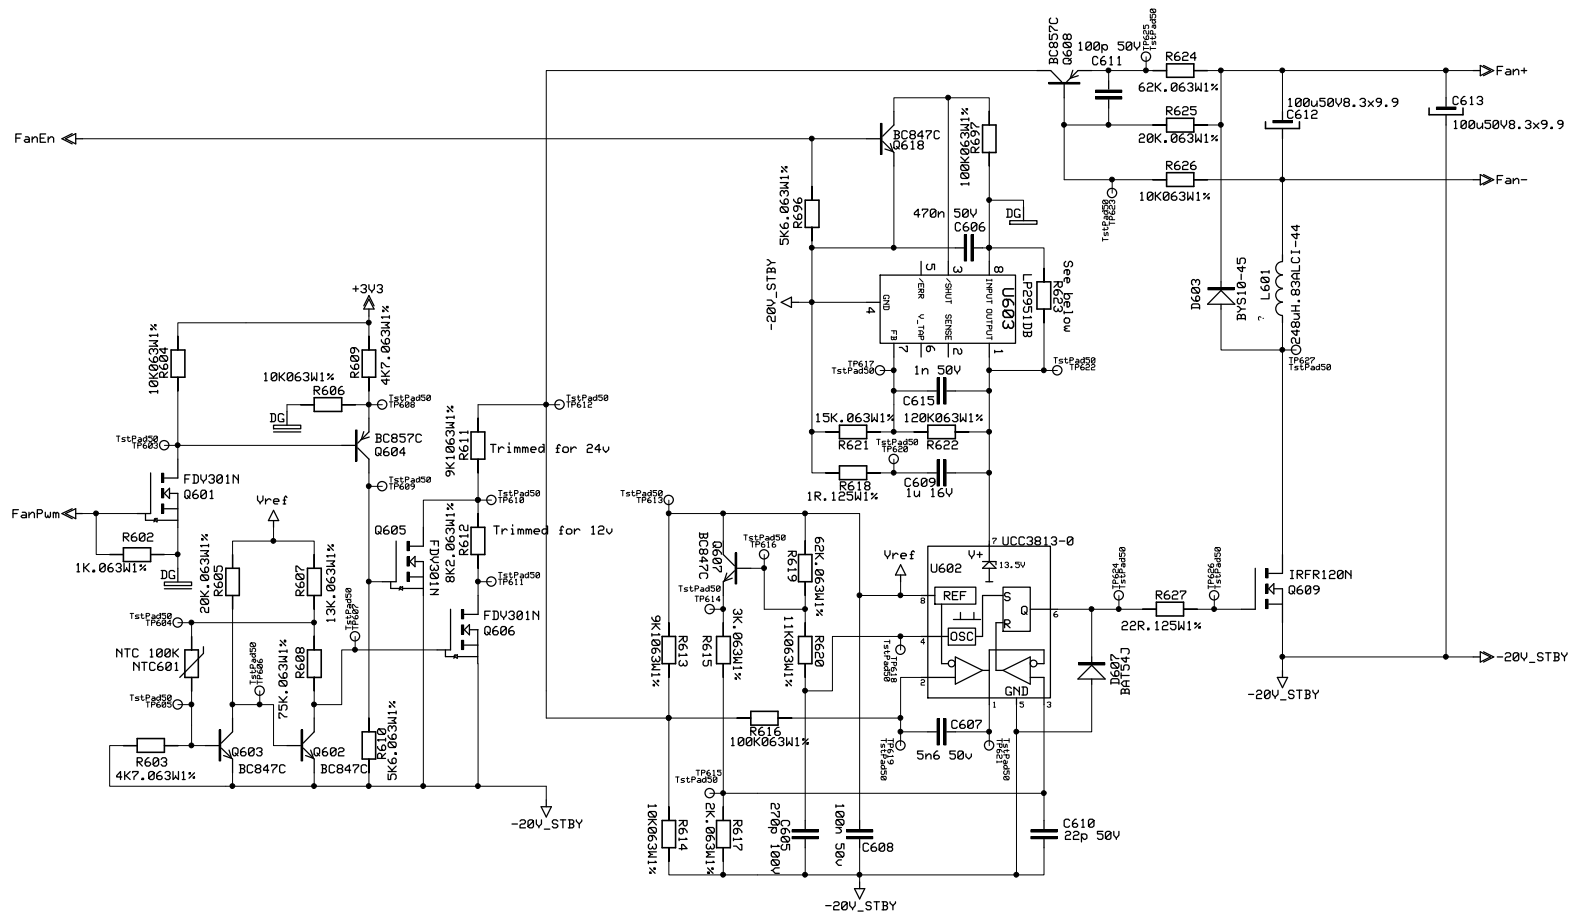 BC857C
Q608
100p 50V
C611
TP625
TstPad50
R624
62K.063W1%
Fan+
100u50V8.3x9.9
C612
C613
100u50V8.3x9.9
R625
20K.063W1%
FanEn
BC847C
Q618
100K063W1%
R697
R626
10K063W1%
Fan-
TstPad50
TP623
5K6.063W1%
R696
470n 50V
C606
DG
-20V_STBY
5
3
8
/ERR
/SHUT
INPUT
GND
4
U603
LP2951DB
R623
See below
V_TAP
SENSE
OUTPUT
FB
7
6
2
1
D603
BYS10-45
L601
?
248uH.83ALCI-44
TP627
TstPad50
+3V3
10K063W1%
R604
R609
4K7.063W1%
10K063W1%
R606
DG
TstPad50
TP608
TP617
TstPad50
1n 50V
C615
TstPad50
TP622
TstPad50
TP612
TstPad50
TP603
BC857C
Q604
9K1063W1%
R611
Trimmed for 24v
15K.063W1%
R621
120K063W1%
R622
TstPad50
TP620
R618
1R.125W1%
C609
1u 16V
FDV301N
Q601
FanPwm
TstPad50
TP609
TstPad50
TP610
TstPad50
TP613
Vref
R602
1K.063W1%
DG
Q605
FDV301N
R612
8K2.063W1%
Trimmed for 12v
TstPad50
TP611
20K.063W1%
R605
R607
13K.063W1%
Q607
BC847C
TstPad50
TP616
R619
62K.063W1%
Vref
7
UCC3813-0
V+
13.5V
U602
REF
8
OSC
4
S
Q
R
6
2
GND
1
5
3
TP624
TstPad50
R627
22R.125W1%
TP626
TstPad50
IRFR120N
Q609
D607
BAT54J
-20V_STBY
-20V_STBY
TstPad50
TP604
TstPad50
TP607
FDV301N
Q606
TstPad50
TP614
9K1063W1%
R613
R615
3K.063W1%
11K063W1%
R620
TP618
TstPad50
NTC 100K
NTC601
TstPad50
TP605
TstPad50
TP606
75K.063W1%
R608
R616
100K063W1%
C607
5n6 50v
TP619
TstPad50
TP621
TstPad50
R603
4K7.063W1%
Q603
BC847C
Q602
BC847C
R610
5K6.063W1%
-20V_STBY
TP615
TstPad50
10K063W1%
R614
2K.063W1%
R617
270p 100V
C605
100n 50v
C608
C610
22p 50V
-20V_STBY